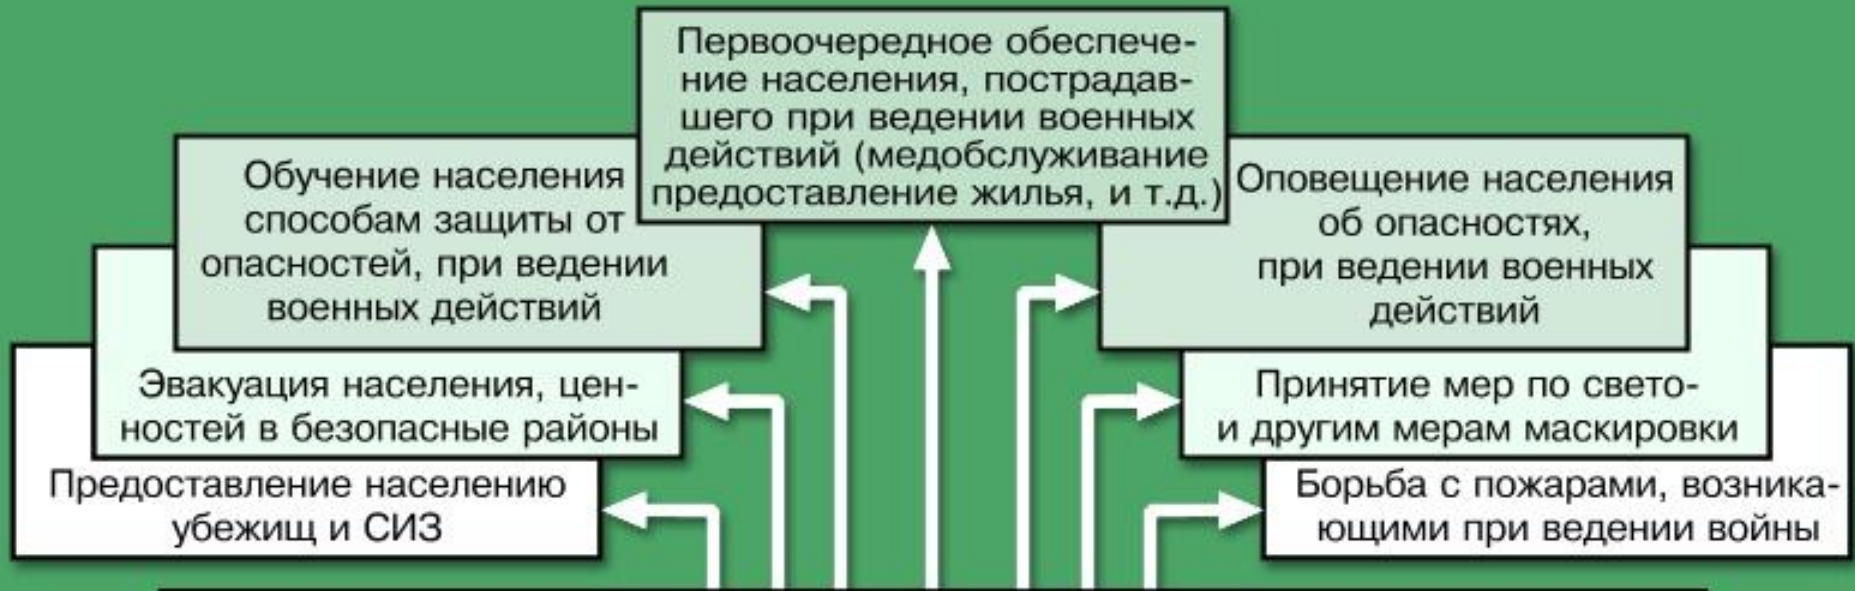 Первоочередное обеспече-
ние населения, пострадав-
шего при ведении военных
действий (медобслуживание
предоставление жилья, и т.д.)
Обучение населения
способам защиты от
опасностей, при ведении
военных действий
Оповещение населения
об опасностях,
при ведении военных
действий
Эвакуация населения, цен-
ностей в безопасные районы
Принятие мер по свето-
и другим мерам маскировки
Предоставление населению
убежищ и СИЗ
Борьба с пожарами, возника-
ющими при ведении войны